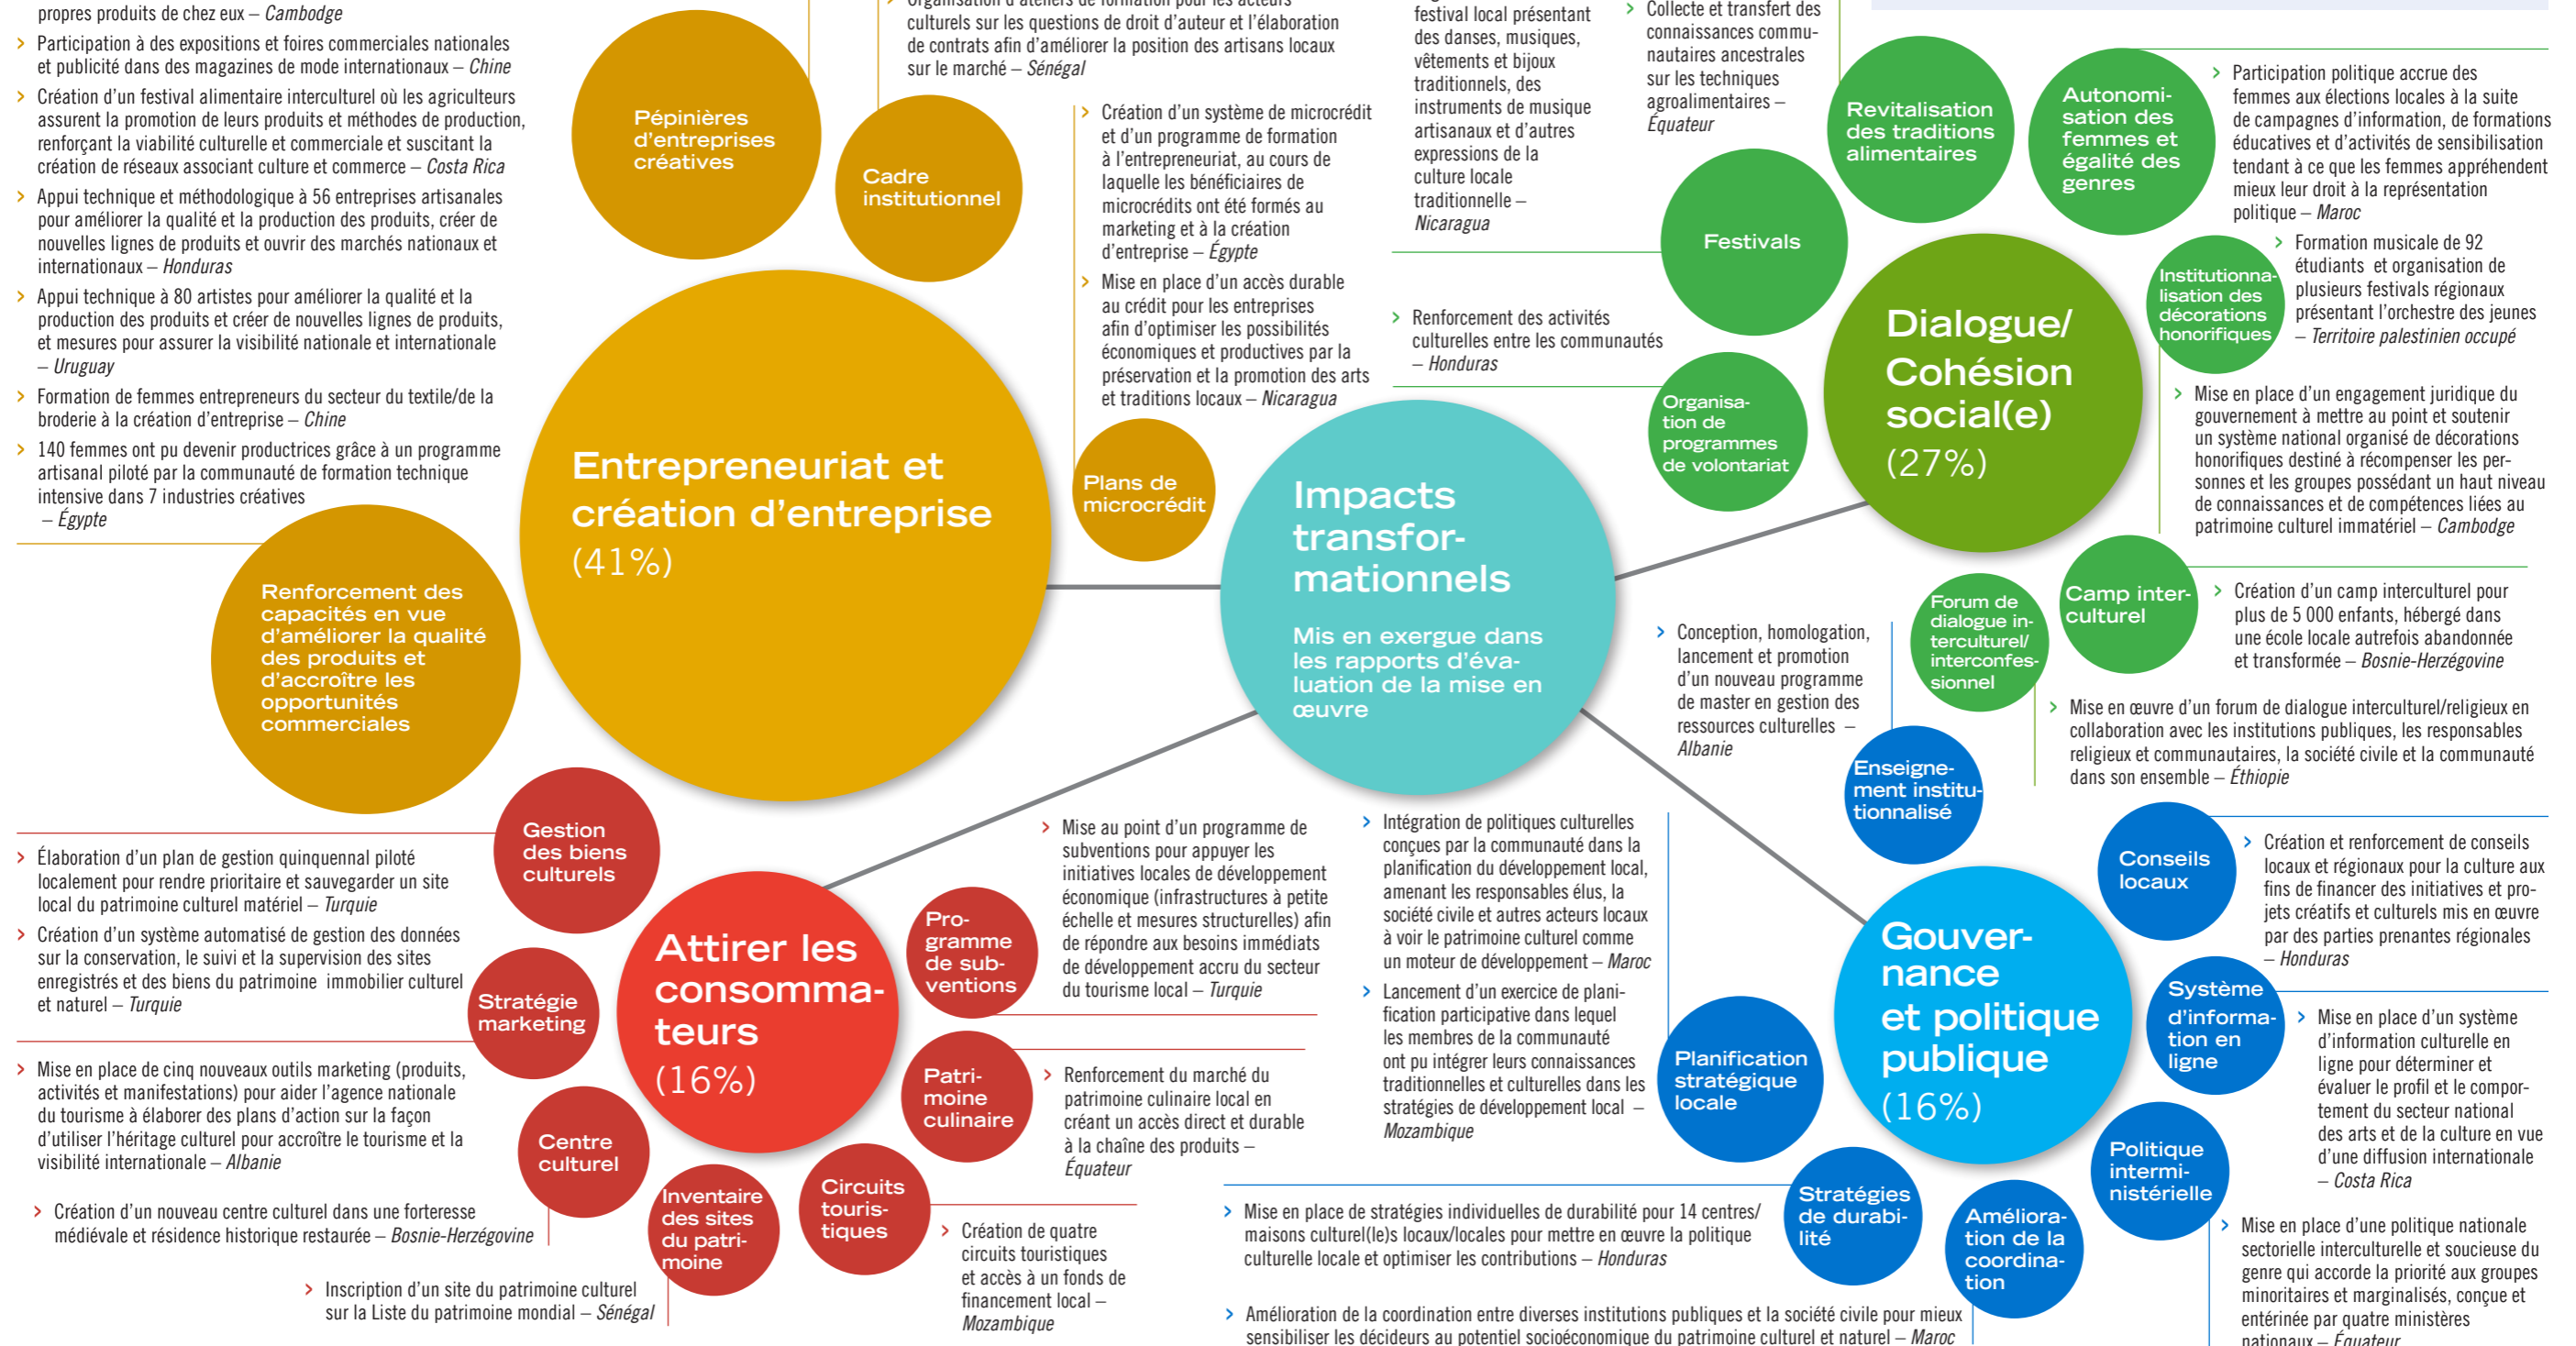 propres produits de chez eux – Cambodge
> Participation à des expositions et foires commerciales nationales
et publicité dans des magazines de mode internationaux – Chine
> Création d'un festival alimentaire interculturel où les agriculteurs
assurent la promotion de leurs produits et méthodes de production,
renforçant la viabilité culturelle et commerciale et suscitant la
création de réseaux associant culture et commerce – Costa Rica
> Appui technique et méthodologique à 56 entreprises artisanales
pour améliorer la qualité et la production des produits, créer de
nouvelles lignes de produits et ouvrir des marchés nationaux et
internationaux – Honduras
> Appui technique à 80 artistes pour améliorer la qualité et la
production des produits et créer de nouvelles lignes de produits,
et mesures pour assurer la visibilité nationale et internationale
– Uruguay
> Formation de femmes entrepreneurs du secteur du textile/de la
broderie à la création d'entreprise – Chine
> 140 femmes ont pu devenir productrices grâce à un programme
artisanal piloté par la communauté de formation technique
intensive dans 7 industries créatives
– Égypte
Renforcement des
capacités en vue
d'améliorer la qualité
des produits et
d'accroître les
opportunités
commerciales
Pépinières
d'entreprises
créatives
> Organisation d'ateliers de formation pour les acteurs
culturels sur les questions de droit d'auteur et l'élaboration
de contrats afin d'améliorer la position des artisans locaux
sur le marché – Sénégal
Cadre
institutionnel
> Création d'un système de microcrédit
et d'un programme de formation
à l'entrepreneuriat, au cours de
laquelle les bénéficiaires de
microcrédits ont été formés au
marketing et à la création
d'entreprise – Égypte
> Mise en place d'un accès durable
au crédit pour les entreprises
afin d'optimiser les possibilités
économiques et productives par la
préservation et la promotion des arts
et traditions locaux – Nicaragua
Plans de
microcrédit
Entrepreneuriat et
création d'entreprise
(41%)
Impacts
transfor-
mationnels
Mis en exergue dans
les rapports d'éva-
luation de la mise en
œuvre
festival local présentant
des danses, musiques,
vêtements et bijoux
traditionnels, des
instruments de musique
artisanaux et d'autres
expressions de la
culture locale
traditionnelle –
Nicaragua
> Collecte et transfert des
connaissances commu-
nautaires ancestrales
sur les techniques
agroalimentaires –
Équateur
Festivals
Revitalisation
des traditions
alimentaires
Autonomi-
sation des
femmes et
égalité des
genres
> Participation politique accrue des
femmes aux élections locales à la suite
de campagnes d'information, de formations
éducatives et d'activités de sensibilisation
tendant à ce que les femmes appréhendent
mieux leur droit à la représentation
politique – Maroc
> Formation musicale de 92
étudiants et organisation de
plusieurs festivals régionaux
présentant l'orchestre des jeunes
– Territoire palestinien occupé
Institutionna-
lisation des
décorations
honorifiques
> Mise en place d'un engagement juridique du
gouvernement à mettre au point et soutenir
un système national organisé de décorations
honorifiques destiné à récompenser les per-
sonnes et les groupes possédant un haut niveau
de connaissances et de compétences liées au
patrimoine culturel immatériel – Cambodge
> Renforcement des activités
culturelles entre les communautés
– Honduras
Organisa-
tion de
programmes
de volontariat
Dialogue/
Cohésion
social(e)
(27%)
Camp inter-
culturel
> Création d'un camp interculturel pour
plus de 5 000 enfants, hébergé dans
une école locale autrefois abandonnée
et transformée – Bosnie-Herzégovine
Forum de
dialogue in-
terculturel/
interconfes-
sionnel
> Mise en œuvre d'un forum de dialogue interculturel/religieux en
collaboration avec les institutions publiques, les responsables
religieux et communautaires, la société civile et la communauté
dans son ensemble – Éthiopie
> Conception, homologation,
lancement et promotion
d'un nouveau programme
de master en gestion des
ressources culturelles –
Albanie
Enseigne-
ment institu-
tionnalisé
Gestion
des biens
culturels
> Élaboration d'un plan de gestion quinquennal piloté
localement pour rendre prioritaire et sauvegarder un site
local du patrimoine culturel matériel – Turquie
> Création d'un système automatisé de gestion des données
sur la conservation, le suivi et la supervision des sites
enregistrés et des biens du patrimoine immobilier culturel
et naturel – Turquie
Stratégie
marketing
> Mise en place de cinq nouveaux outils marketing (produits,
activités et manifestations) pour aider l'agence nationale
du tourisme à élaborer des plans d'action sur la façon
d'utiliser l'héritage culturel pour accroître le tourisme et la
visibilité internationale – Albanie
Centre
culturel
> Création d'un nouveau centre culturel dans une forteresse
médiévale et résidence historique restaurée – Bosnie-Herzégovine
Inventaire
des sites
du patri-
moine
> Inscription d'un site du patrimoine culturel
sur la Liste du patrimoine mondial – Sénégal
Attirer les
consomma-
teurs
(16%)
Pro-
gramme
de sub-
ventions
> Mise au point d'un programme de
subventions pour appuyer les
initiatives locales de développement
économique (infrastructures à petite
échelle et mesures structurelles) afin
de répondre aux besoins immédiats
de développement accru du secteur
du tourisme local – Turquie
Patri-
moine
culinaire
> Renforcement du marché du
patrimoine culinaire local en
créant un accès direct et durable
à la chaîne des produits –
Équateur
Circuits
touris-
tiques
> Création de quatre
circuits touristiques
et accès à un fonds de
financement local –
Mozambique
> Intégration de politiques culturelles
conçues par la communauté dans la
planification du développement local,
amenant les responsables élus, la
société civile et autres acteurs locaux
à voir le patrimoine culturel comme
un moteur de développement – Maroc
> Lancement d'un exercice de plani-
fication participative dans lequel
les membres de la communauté
ont pu intégrer leurs connaissances
traditionnelles et culturelles dans les
stratégies de développement local –
Mozambique
Planification
stratégique
locale
Gouver-
nance
et politique
publique
(16%)
Conseils
locaux
> Création et renforcement de conseils
locaux et régionaux pour la culture aux
fins de financer des initiatives et pro-
jets créatifs et culturels mis en œuvre
par des parties prenantes régionales
– Honduras
Système
d'informa-
tion en
ligne
> Mise en place d'un système
d'information culturelle en
ligne pour déterminer et
évaluer le profil et le compor-
tement du secteur national
des arts et de la culture en vue
d'une diffusion internationale
– Costa Rica
Politique
intermi-
nistérielle
> Mise en place d'une politique nationale
sectorielle interculturelle et soucieuse du
genre qui accorde la priorité aux groupes
minoritaires et marginalisés, conçue et
entérinée par quatre ministères
nationaux – Équateur
Stratégies
de durabi-
lité
> Mise en place de stratégies individuelles de durabilité pour 14 centres/
maisons culturel(le)s locaux/locales pour mettre en œuvre la politique
culturelle locale et optimiser les contributions – Honduras
Améliora-
tion de la
coordina-
tion
> Amélioration de la coordination entre diverses institutions publiques et la société civile pour mieux
sensibiliser les décideurs au potentiel socioéconomique du patrimoine culturel et naturel – Maroc